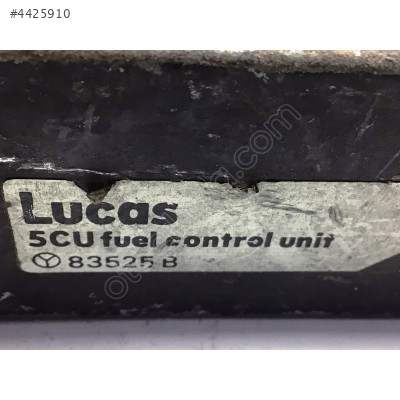 #4425910
Lucas
5CU fuel control unit
83525 B